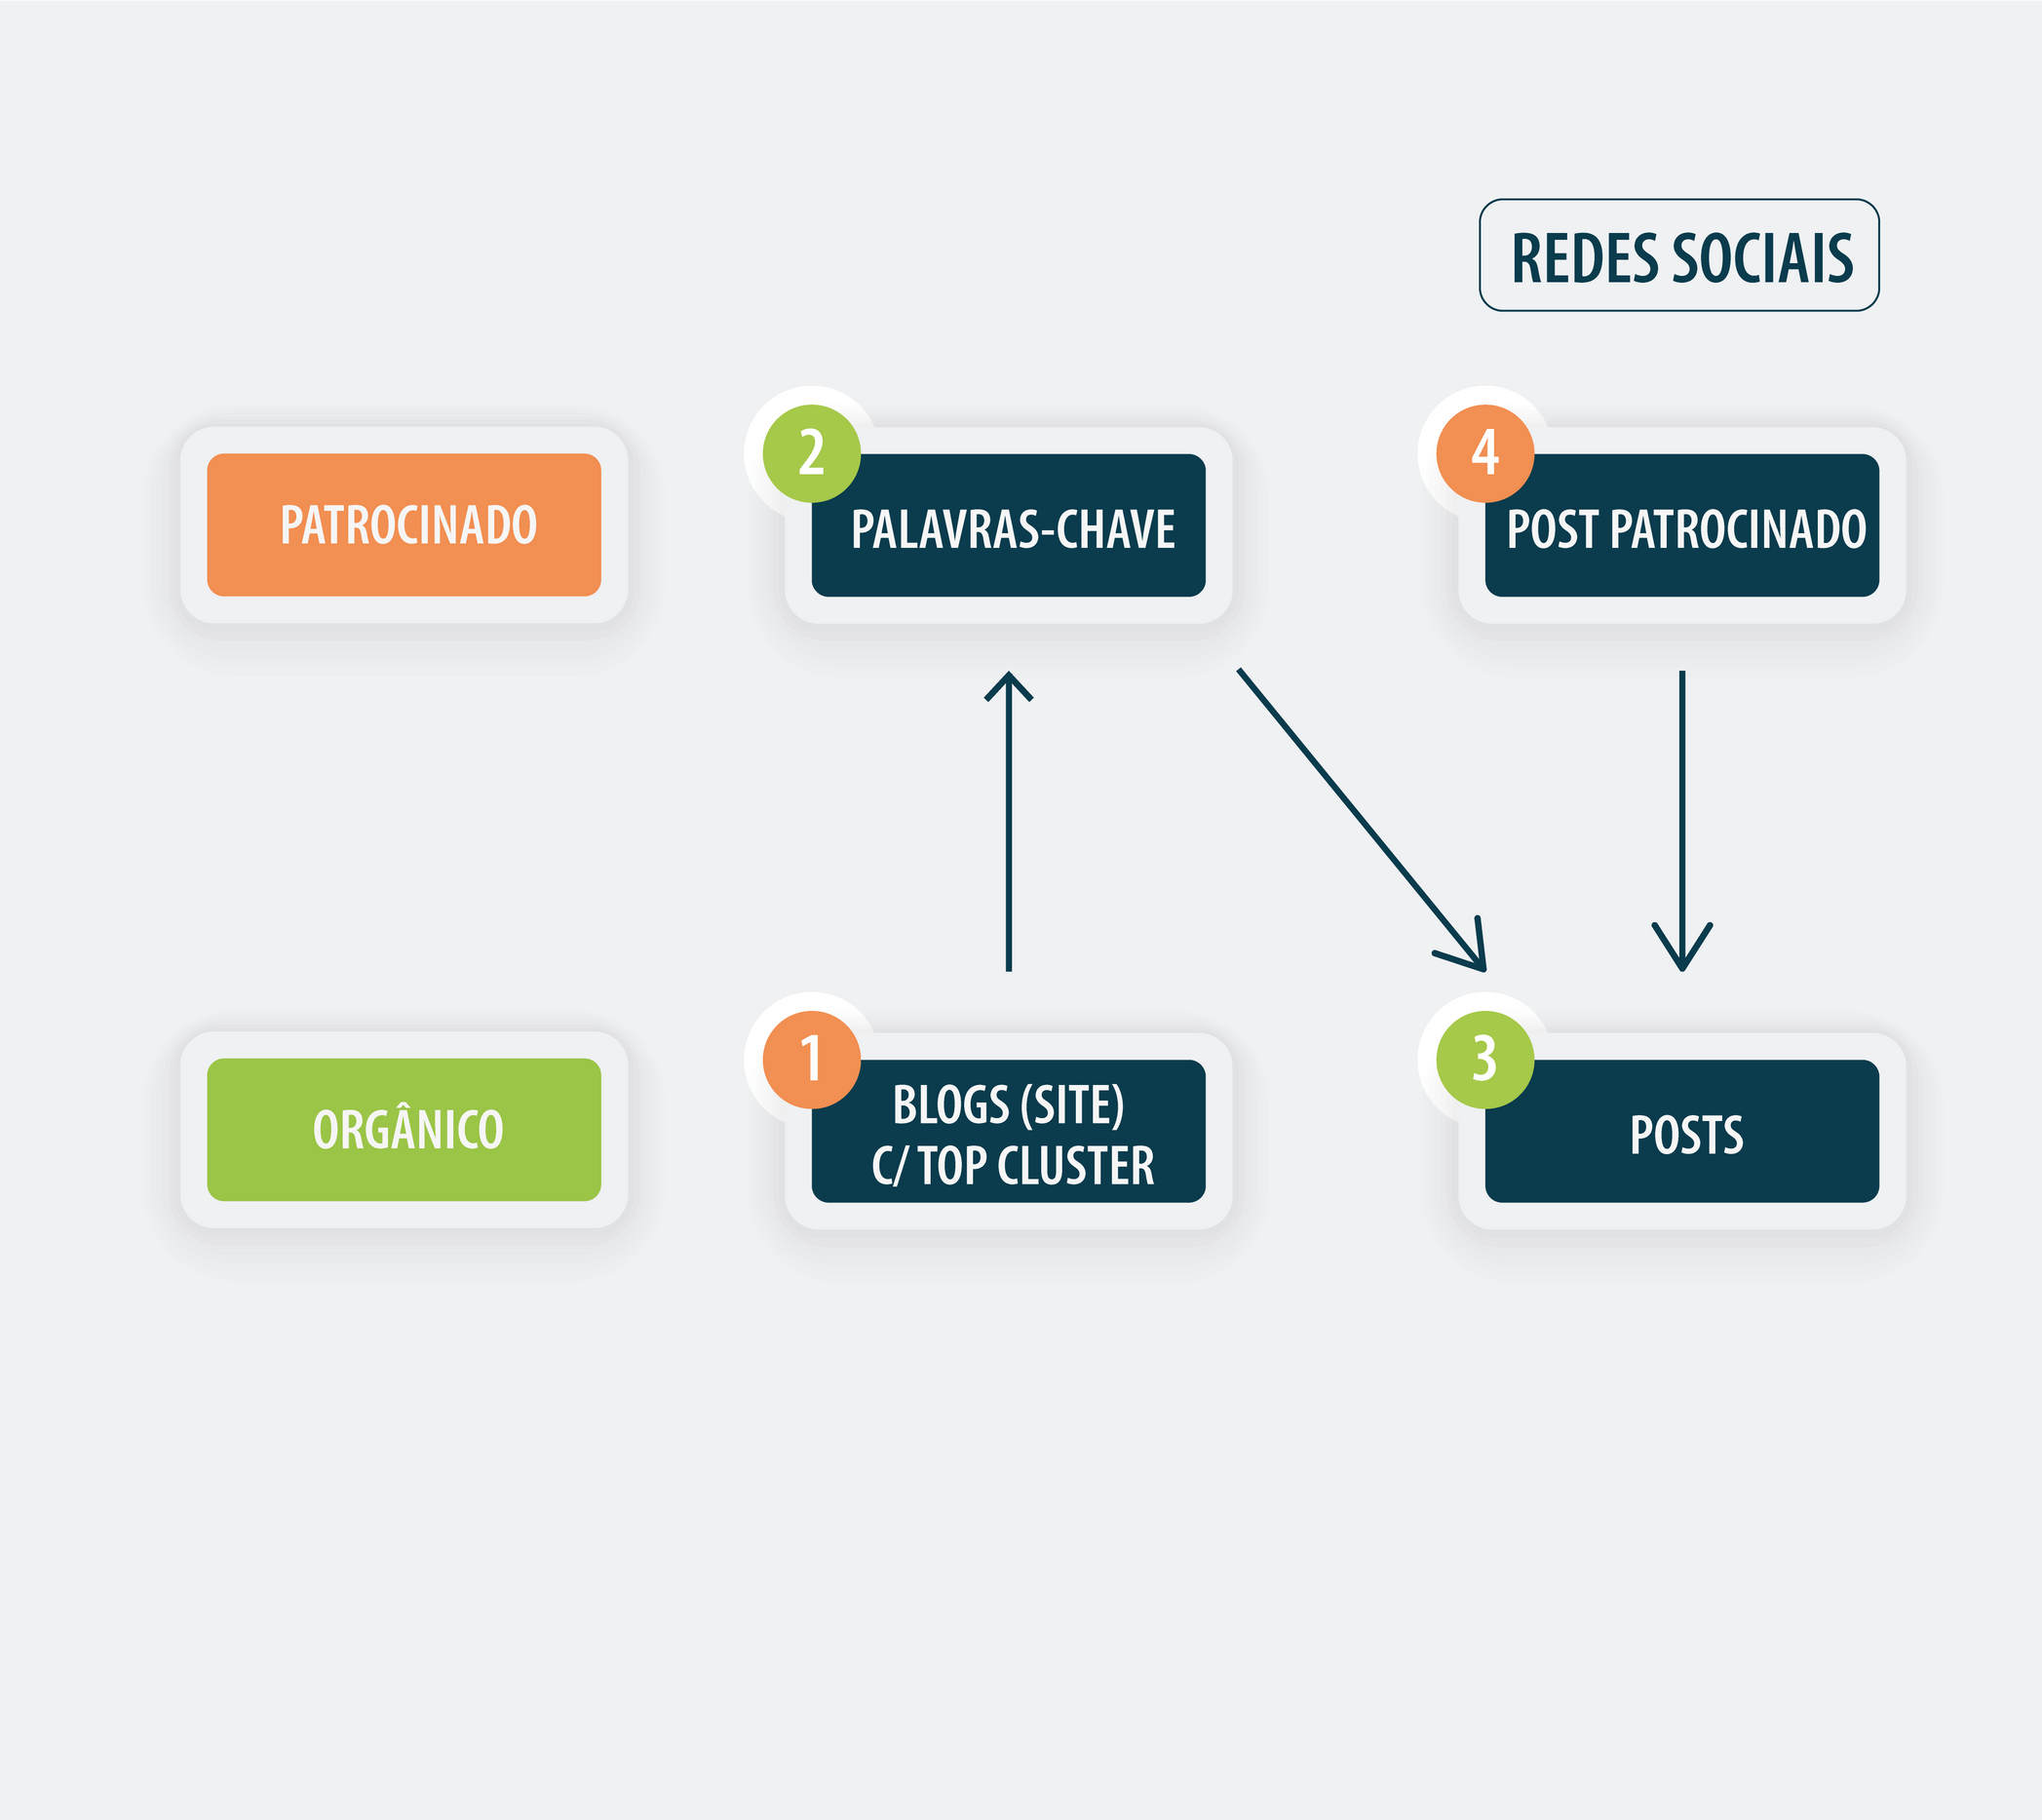 REDES SOCIAIS
PATROCINADO
2
PALAVRAS-CHAVE
4
POST PATROCINADO
ORGÂNICO
1
BLOGS (SITE)
C/ TOP CLUSTER
3
POSTS